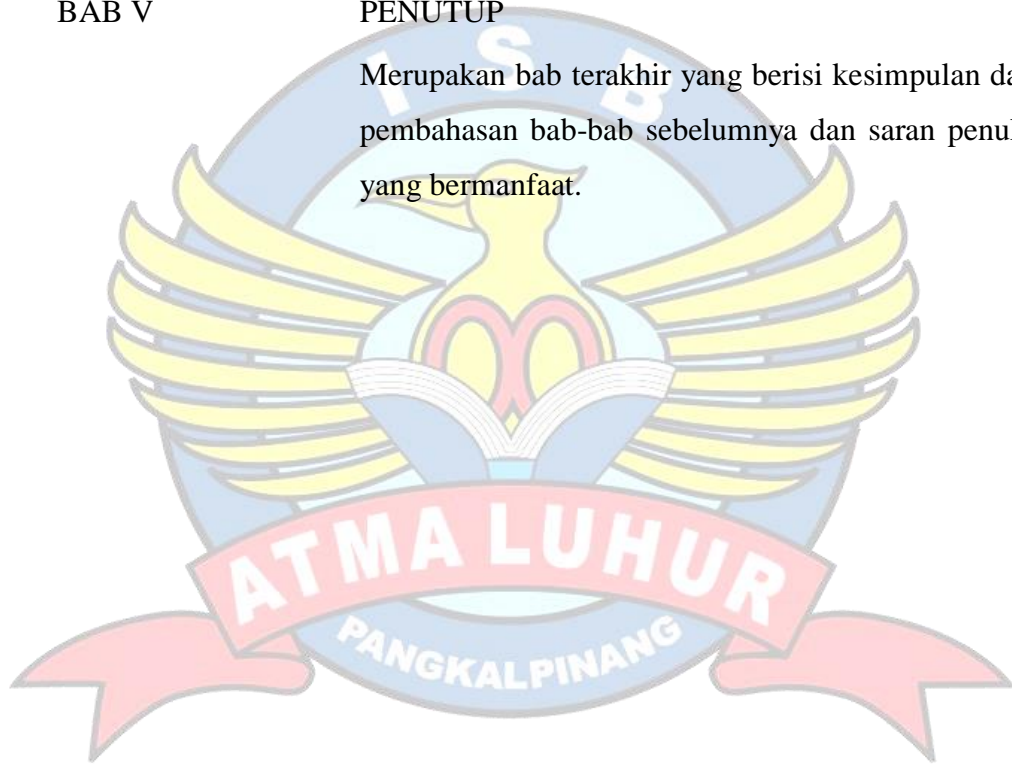 BAB V PENUTUP
Merupakan bab terakhir yang berisi kesimpulan
pembahasan bab-bab sebelumnya dan saran
yang bermanfaat.
ISB
ATMA LUHUR
PANGKALPINANG